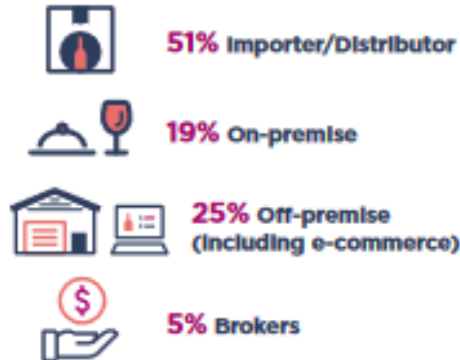 51% Importer/Distributor
19% On-premise
25% Off-premise
(including e-commerce)
$
5% Brokers